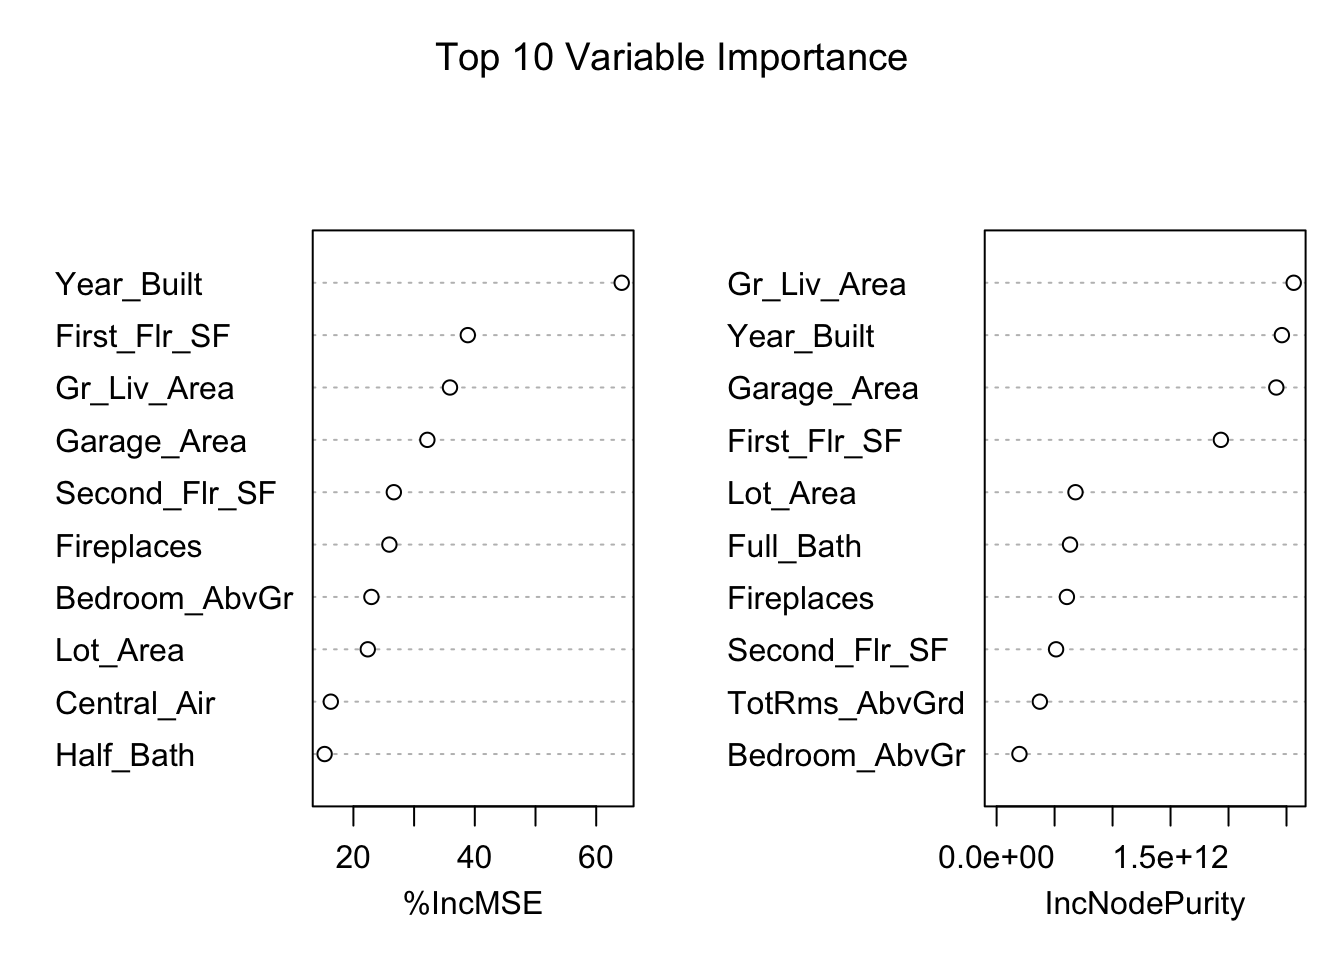 Top 10 Variable Importance
Year_Built
First_Flr_SF
Gr_Liv_Area
Garage_Area
Second_Flr_SF
Fireplaces
Bedroom_AbvGr
Lot_Area
Central_Air
Half_Bath
20 40 60
%IncMSE
Gr_Liv_Area
Year_Built
Garage_Area
First_Flr_SF
Lot_Area
Full_Bath
Fireplaces
Second_Flr_SF
TotRms_AbvGrd
Bedroom_AbvGr
0.0e+00 1.5e+12
IncNodePurity